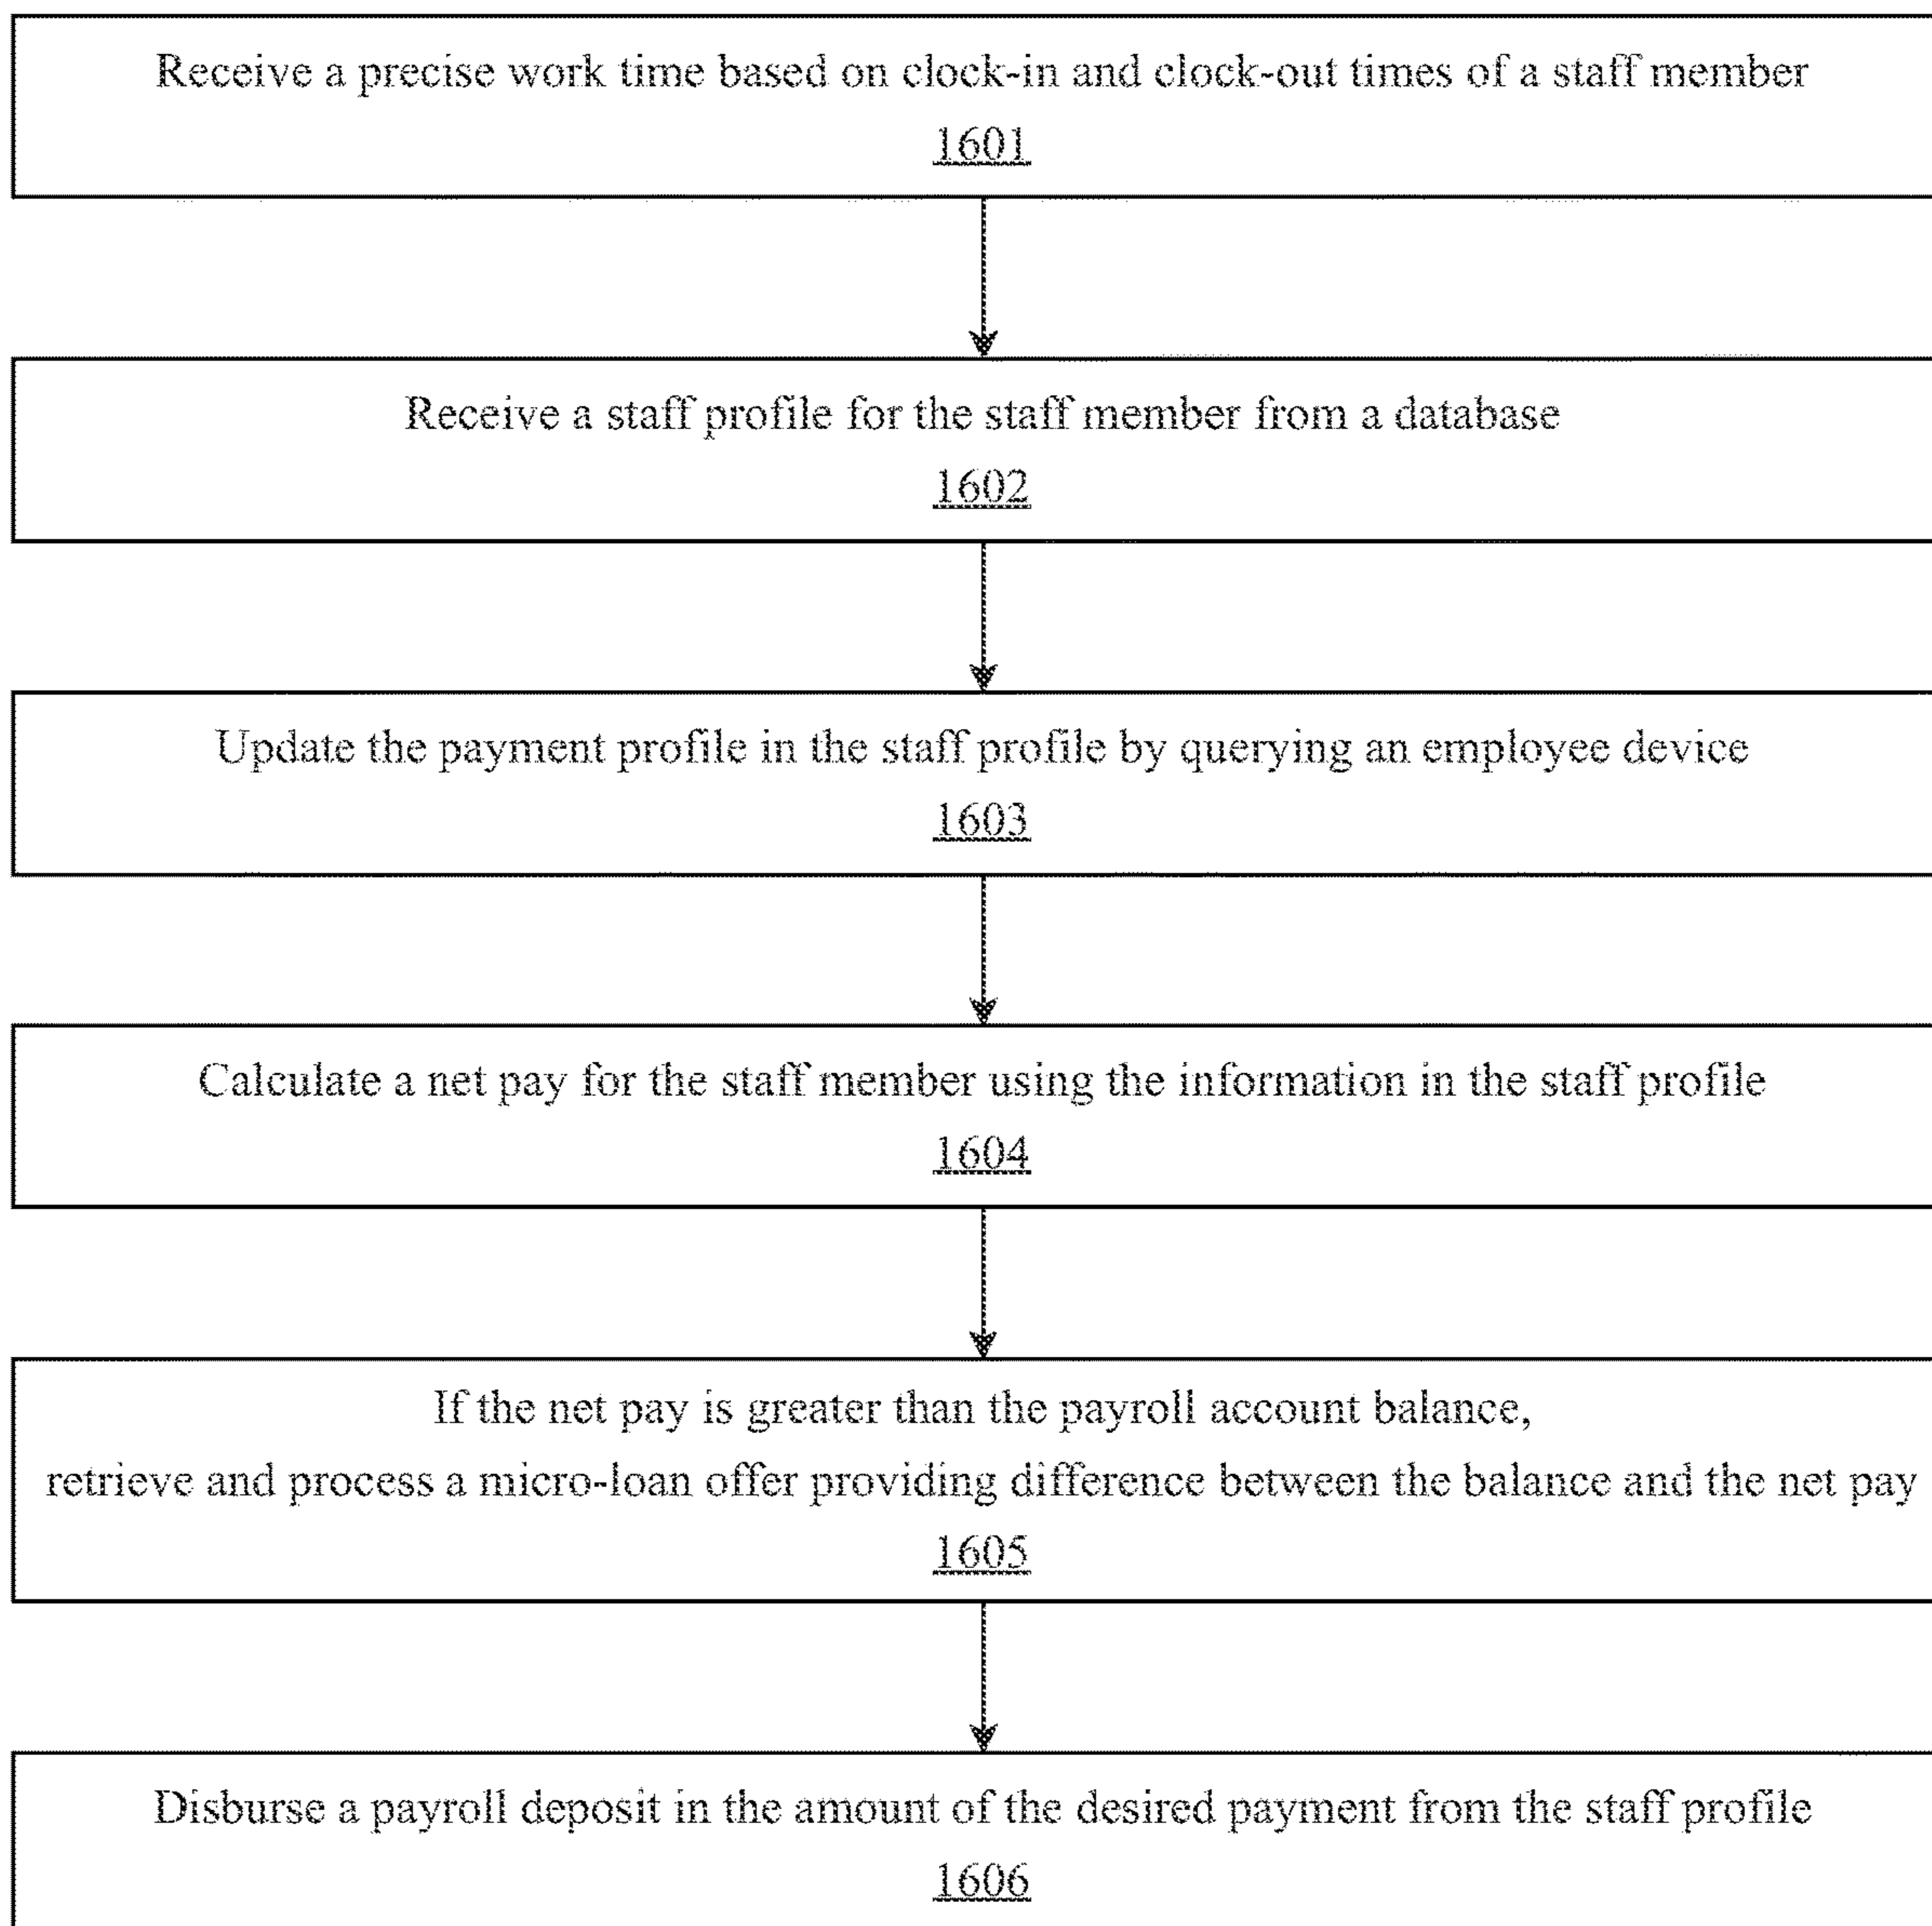 Receive a precise work time based on clock-in and clock-out times of a staff member
1601
Receive a staff profile for the staff member from a database
1602
Update the payment profile in the staff profile by querying an employee device
1603
Calculate a net pay for the staff member using the information in the staff profile
1604
If the net pay is greater than the payroll account balance,
retrieve and process a micro-loan offer providing difference between the balance and the net pay
1605
Disburse a payroll deposit in the amount of the desired payment from the staff profile
1606